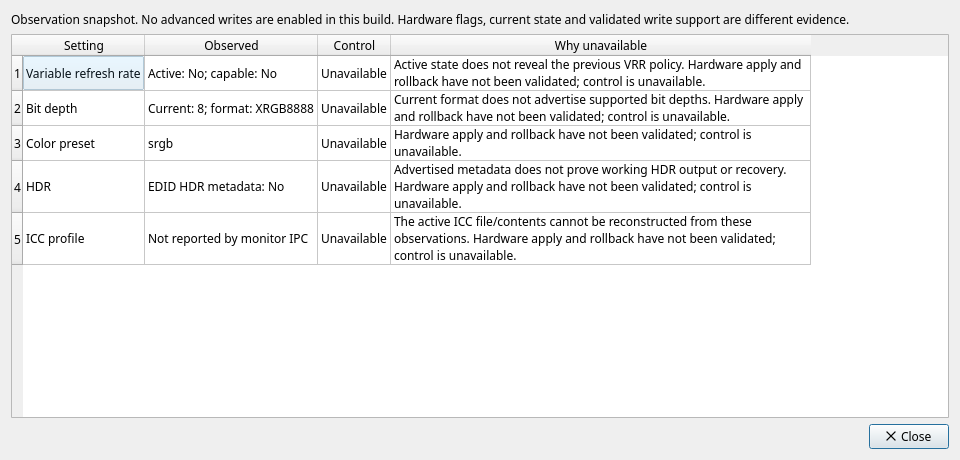 Observation snapshot. No advanced writes are enabled in this build. Hardware flags, current state and validated write support are different evidence.
Setting Observed Control Why unavailable
1 Variable refresh rate Active: No; capable: No Unavailable Active state does not reveal the previous VRR policy. Hardware apply and
rollback have not been validated; control is unavailable.
2 Bit depth Current: 8; format: XRGB8888 Unavailable Current format does not advertise supported bit depths. Hardware apply
and rollback have not been validated; control is unavailable.
3 Color preset srgb Unavailable Hardware apply and rollback have not been validated; control is
unavailable.
4 HDR EDID HDR metadata: No Unavailable Advertised metadata does not prove working HDR output or recovery.
Hardware apply and rollback have not been validated; control is
unavailable.
5 ICC profile Not reported by monitor IPC Unavailable The active ICC file/contents cannot be reconstructed from these
observations. Hardware apply and rollback have not been validated;
control is unavailable.
Close